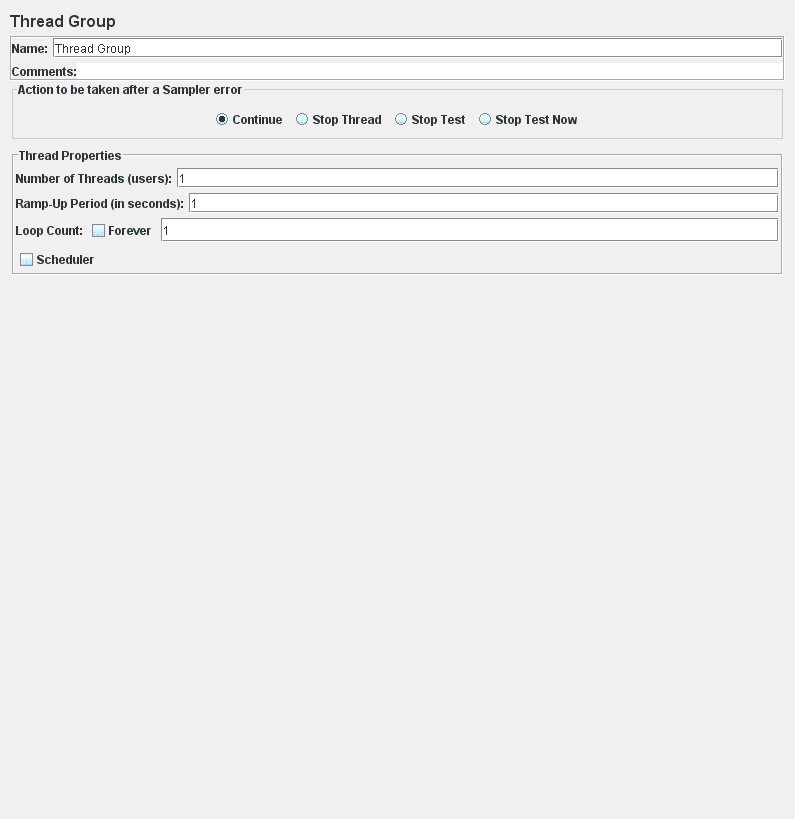 Thread Group
Name: Thread Group
Comments:
Action to be taken after a Sampler error
Continue Stop Thread Stop Test Stop Test Now
Thread Properties
Number of Threads (users): 1
Ramp-Up Period (in seconds): 1
Loop Count: Forever 1
Scheduler